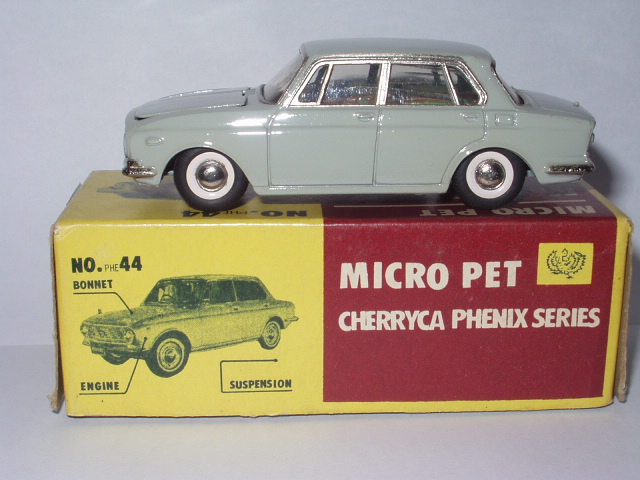 NO.PHE44
MICRO PET
NO.PHE44
BONNET
ENGINE
SUSPENSION
MICRO PET
CHERRYCA PHENIX SERIES